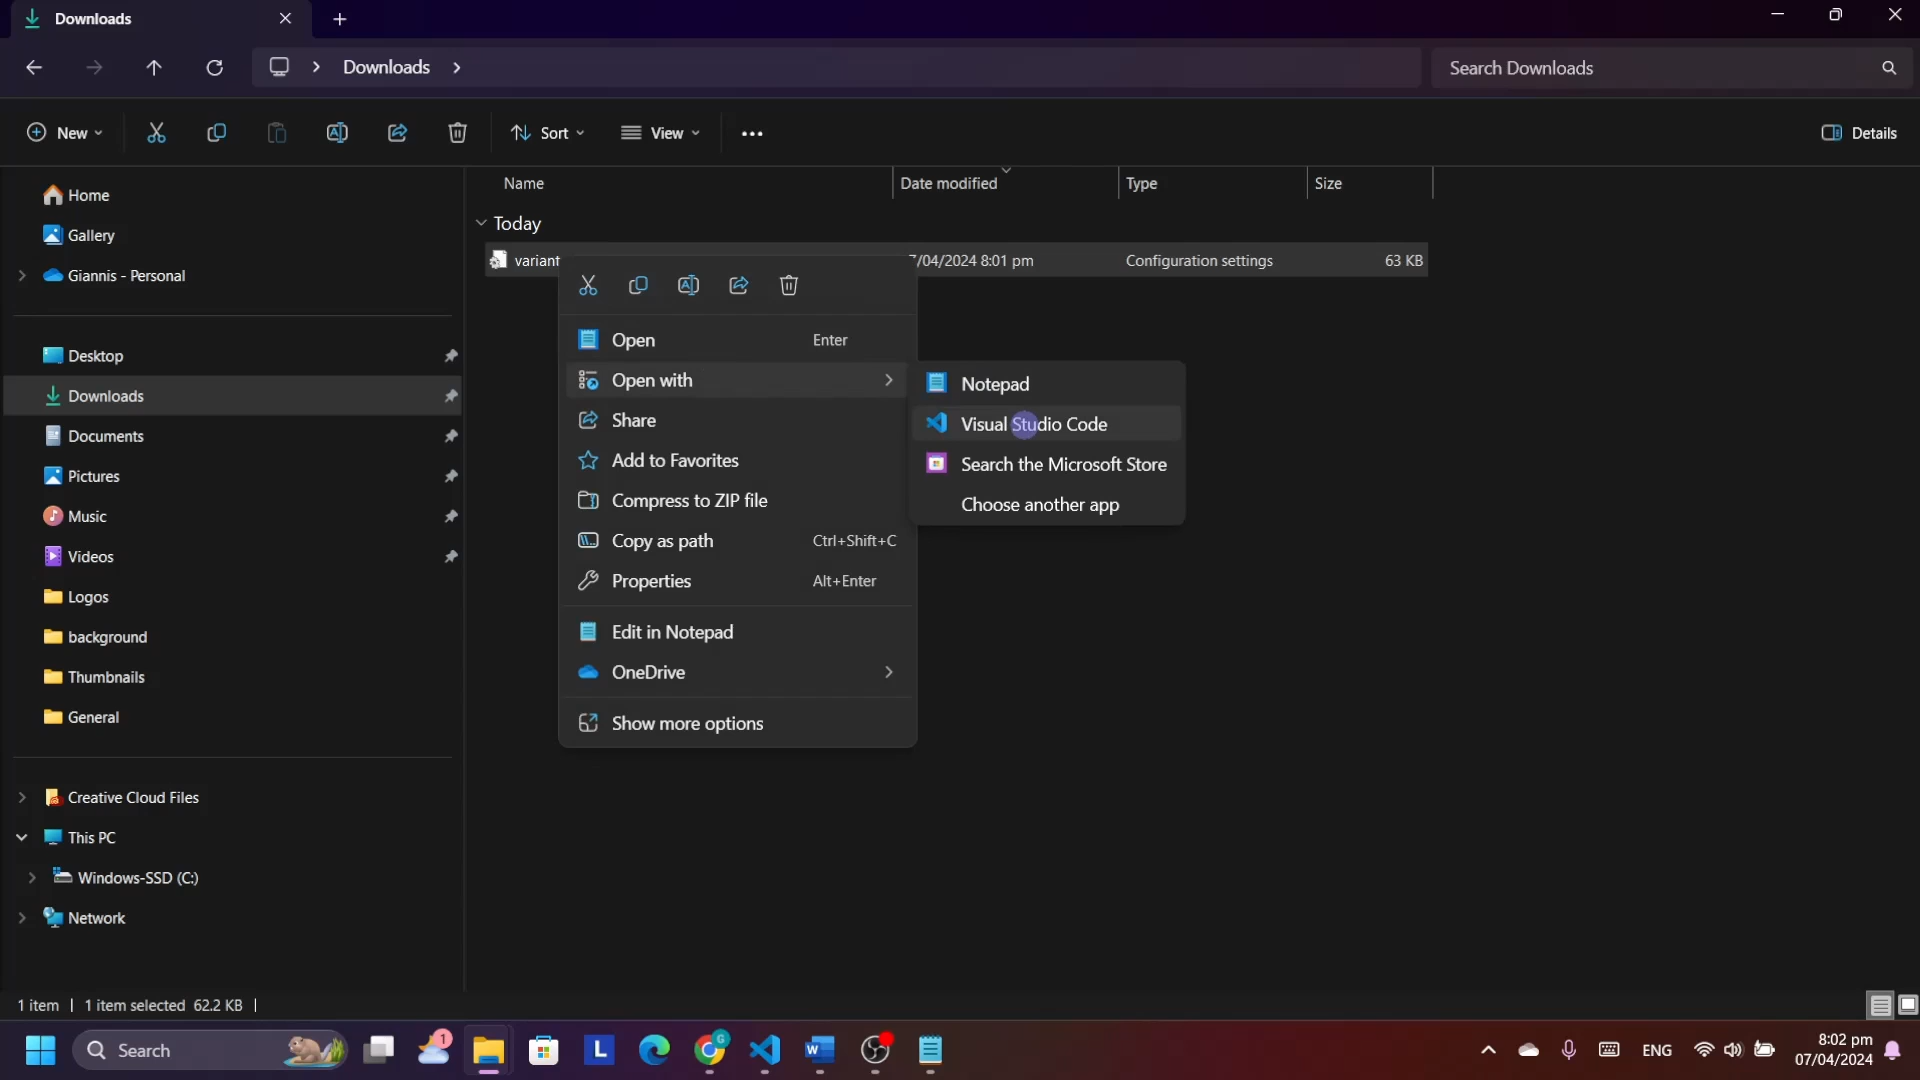 Downloads
Downloads
Search Downloads
New
Sort
View
Details
Name
Date modified
Type
Size
Home
Gallery
Giannis - Personal
Desktop
Downloads
Documents
Pictures
Music
Videos
Logos
background
Thumbnails
General
Creative Cloud Files
This PC
Windows-SSD (C:)
Network
Today
variant
7/04/2024 8:01 pm
Configuration settings
63 KB
Open Enter
Open with
Share
Add to Favorites
Compress to ZIP file
Copy as path Ctrl+Shift+C
Properties Alt+Enter
Edit in Notepad
OneDrive
Show more options
Notepad
Visual Studio Code
Search the Microsoft Store
Choose another app
1 item
1 item selected 62.2 KB
Search
1
L
G
W
ENG
8:02 pm
07/04/2024